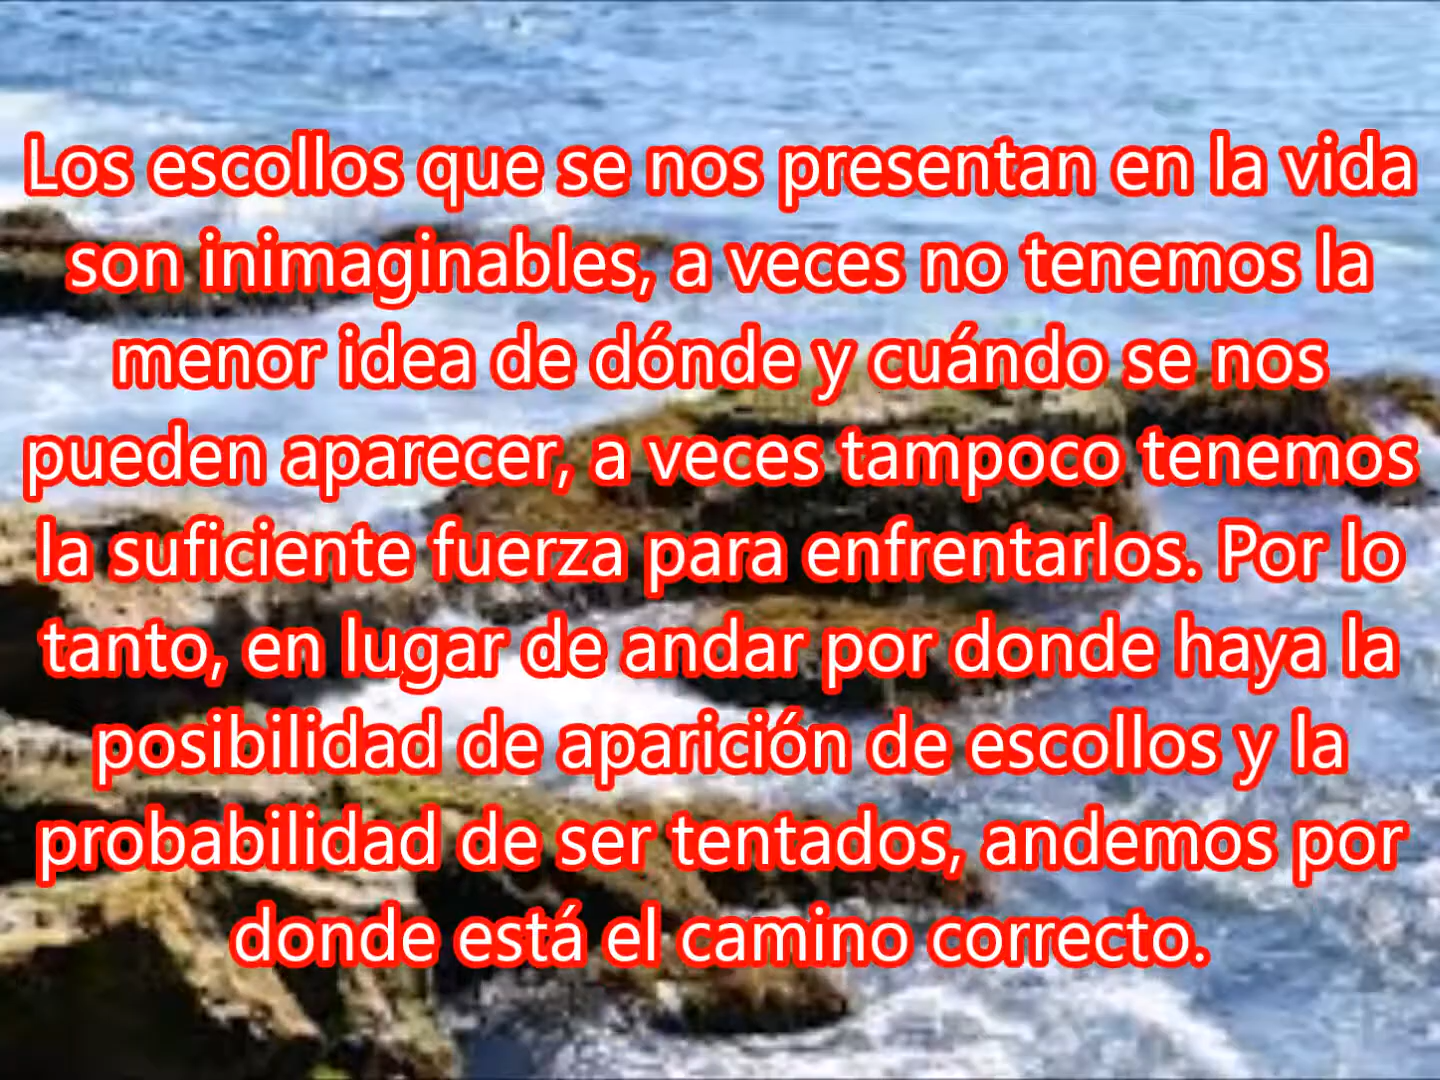 Los escollos que se nos presentan en la vida
son inimaginables, a veces no tenemos la
menor idea de dónde y cuándo se nos
pueden aparecer, a veces tampoco tenemos
la suficiente fuerza para enfrentarlos. Por lo
tanto, en lugar de andar por donde haya la
posibilidad de aparición de escollos y la
probabilidad de ser tentados, andemos por
donde está el camino correcto.